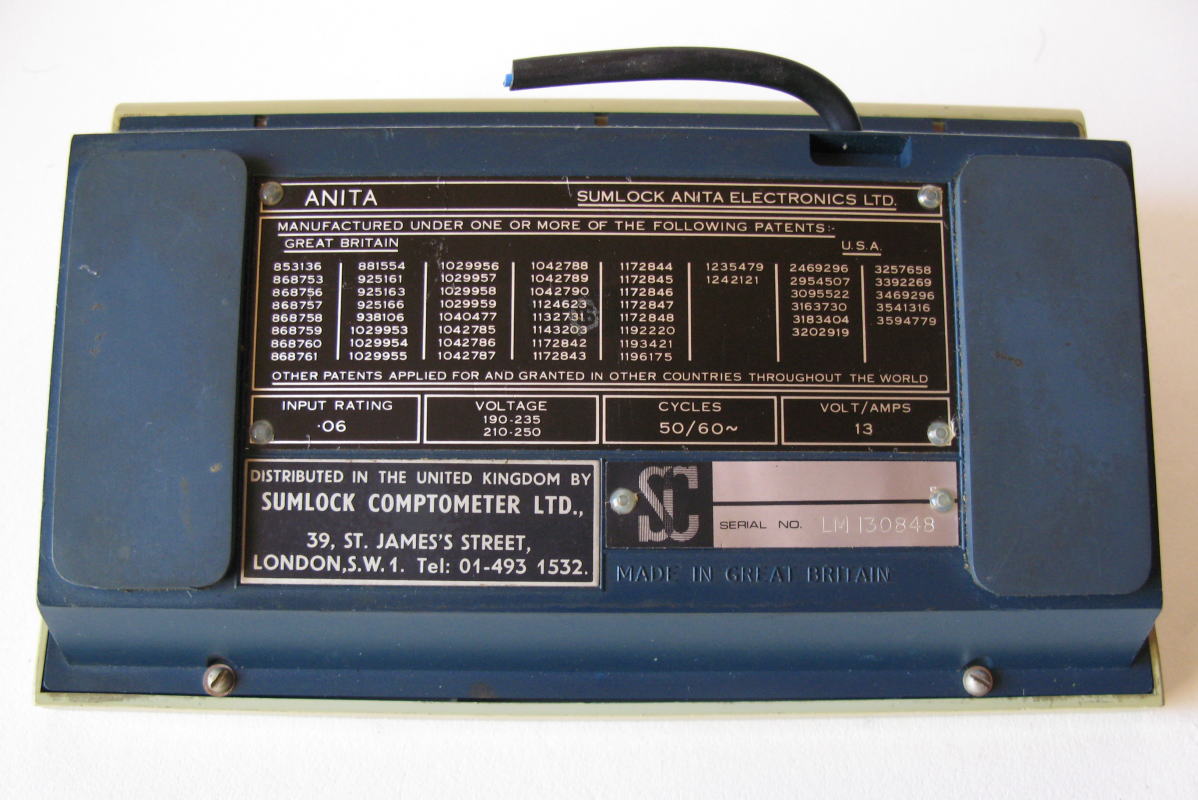 ANITA SUMLOCK ANITA ELECTRONICS LTD.
MANUFACTURED UNDER ONE OR MORE OF THE FOLLOWING PATENTS:-
GREAT BRITAIN U.S.A.
853136 881554 1029956 1042788 1172844 1235479 2469296 3257658
868753 925161 1029957 1042789 1172845 1242121 2954507 3392269
868756 925163 1029958 1042790 1172846 3095522 3469296
868757 925166 1029959 1124623 1172847 3163730 3541316
868758 938106 1040477 1132731 1172848 3183404 3594779
868759 1029953 1042785 1143203 1192220 3202919
868760 1029954 1042786 1172842 1193421
868761 1029955 1042787 1172843 1196175
OTHER PATENTS APPLIED FOR AND GRANTED IN OTHER COUNTRIES THROUGHOUT THE WORLD
INPUT RATING VOLTAGE CYCLES VOLT/AMPS
·06 190-235 50/60~ 13
210-250
DISTRIBUTED IN THE UNITED KINGDOM BY
SUMLOCK COMPTOMETER LTD.,
39, ST. JAMES'S STREET,
LONDON,S.W.1. Tel: 01-493 1532.
SC
SERIAL NO. LM 130848
MADE IN GREAT BRITAIN